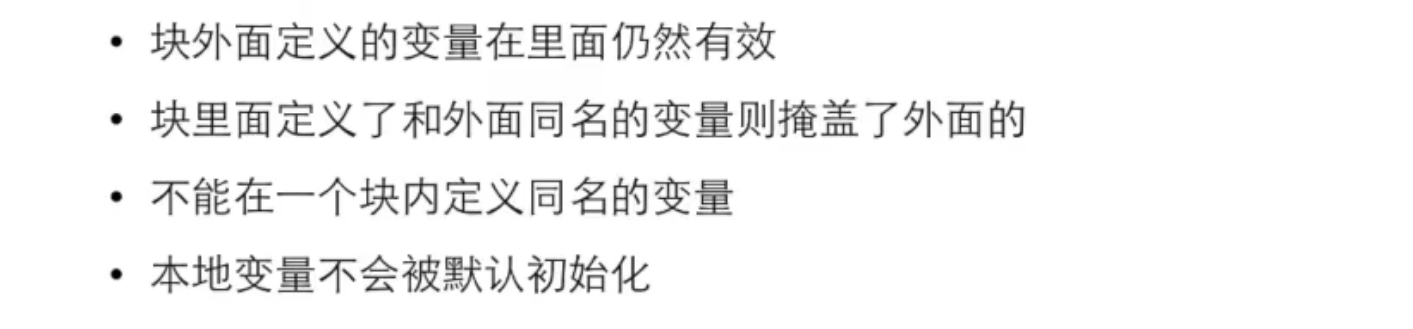 • 块外面定义的变量在里面仍然有效
• 块里面定义了和外面同名的变量则掩盖了外面的
• 不能在一个块内定义同名的变量
• 本地变量不会被默认初始化